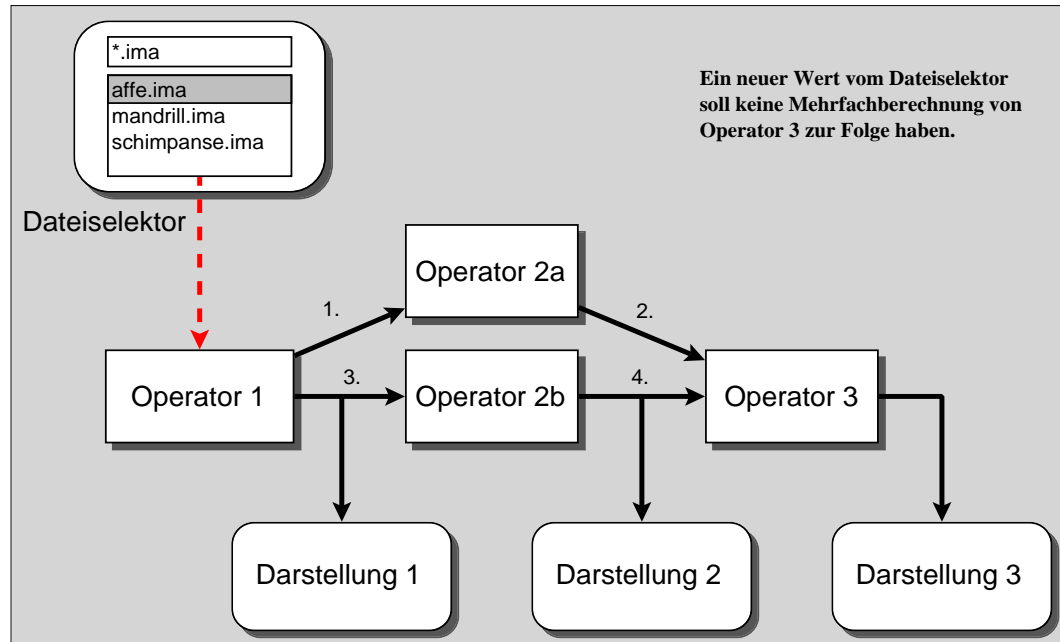 *.ima
affe.ima
mandrill.ima
schimpanse.ima
Ein neuer Wert vom Dateiselektor
soll keine Mehrfachberechnung von
Operator 3 zur Folge haben.
Dateiselektor
Operator 2a
1.
2.
Operator 1
3.
Operator 2b
4.
Operator 3
Darstellung 1
Darstellung 2
Darstellung 3